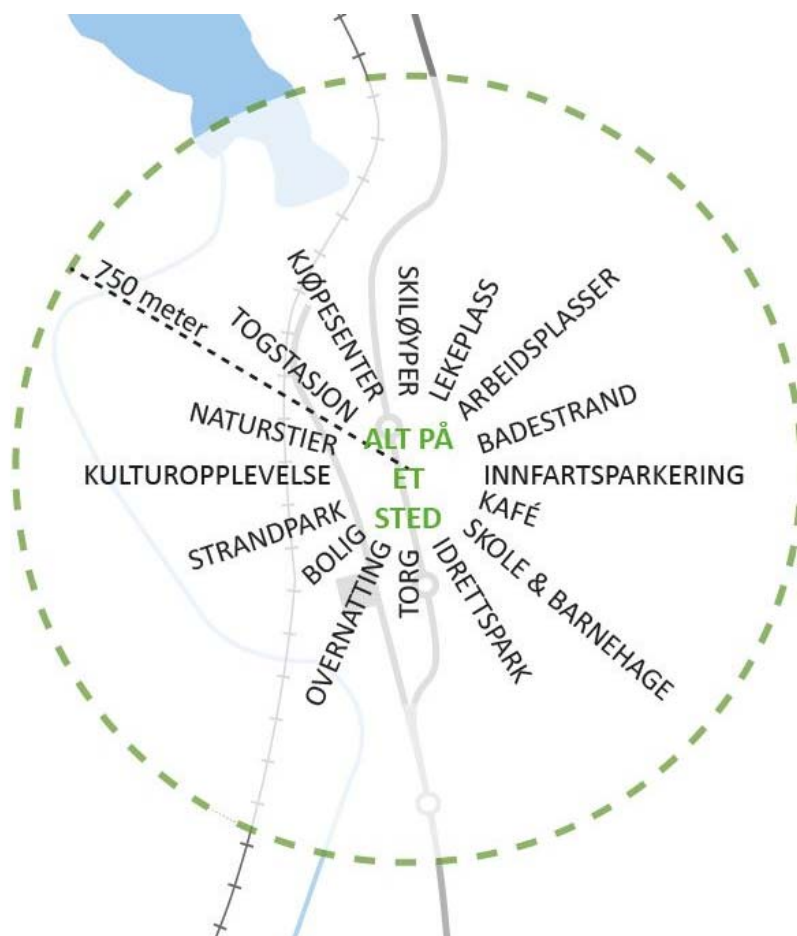 750 meter
KJØPESENTER
SKILØYPER
LEKEPLASS
ARBEIDSPLASSER
TOGSTASJON
NATURSTIER
ALT PÅ
ET
STED
BADESTRAND
KULTUROPPLEVELSE
INNFARTSPARKERING
STRANDPARK
KAFÉ
BOLIG
SKOLE & BARNEHAGE
OVERNATTING
TORG
IDRETTSPARK